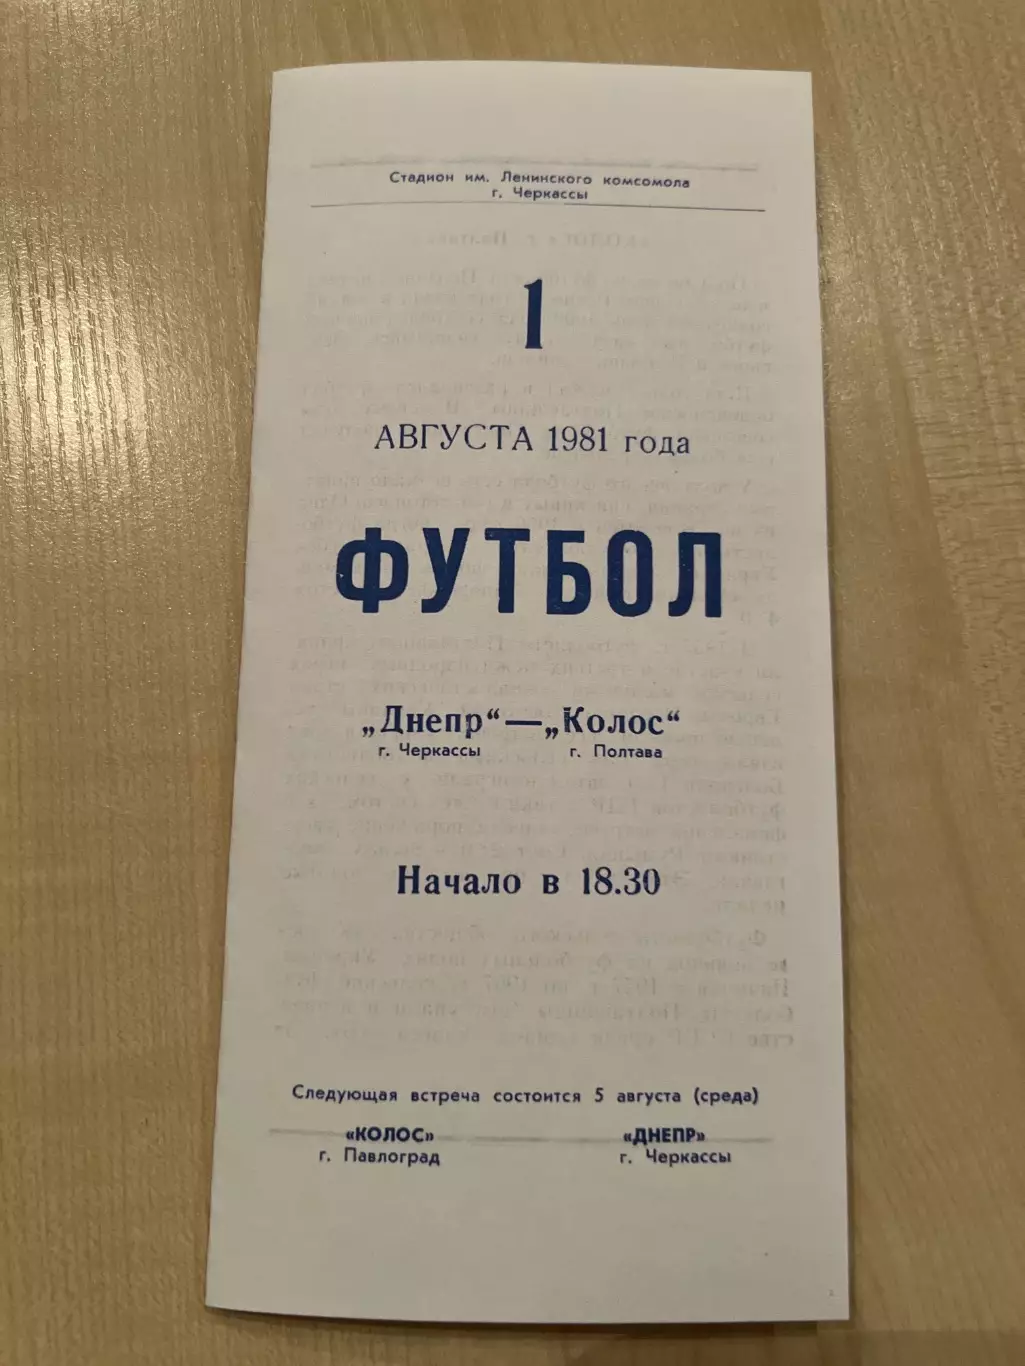 Стадион им. Ленинского комсомола
г. Черкассы
1
АВГУСТА 1981 года
ФУТБОЛ
„Днепр“ — „Колос“
г. Черкассы г. Полтава
Начало в 18.30
Следующая встреча состоится 5 августа (среда)
«КОЛОС» «ДНЕПР»
г. Павлоград г. Черкассы